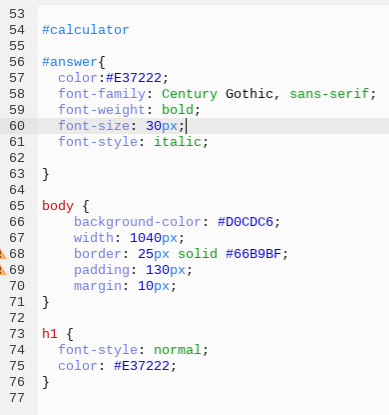 53
54 #calculator
55
56 #answer{
57   color:#E37222;
58   font-family: Century Gothic, sans-serif;
59   font-weight: bold;
60   font-size: 30px;
61   font-style: italic;
62
63 }
64
65 body {
66     background-color: #D0CDC6;
67     width: 1040px;
68     border: 25px solid #66B9BF;
69     padding: 130px;
70     margin: 10px;
71 }
72
73 h1 {
74   font-style: normal;
75   color: #E37222;
76 }
77